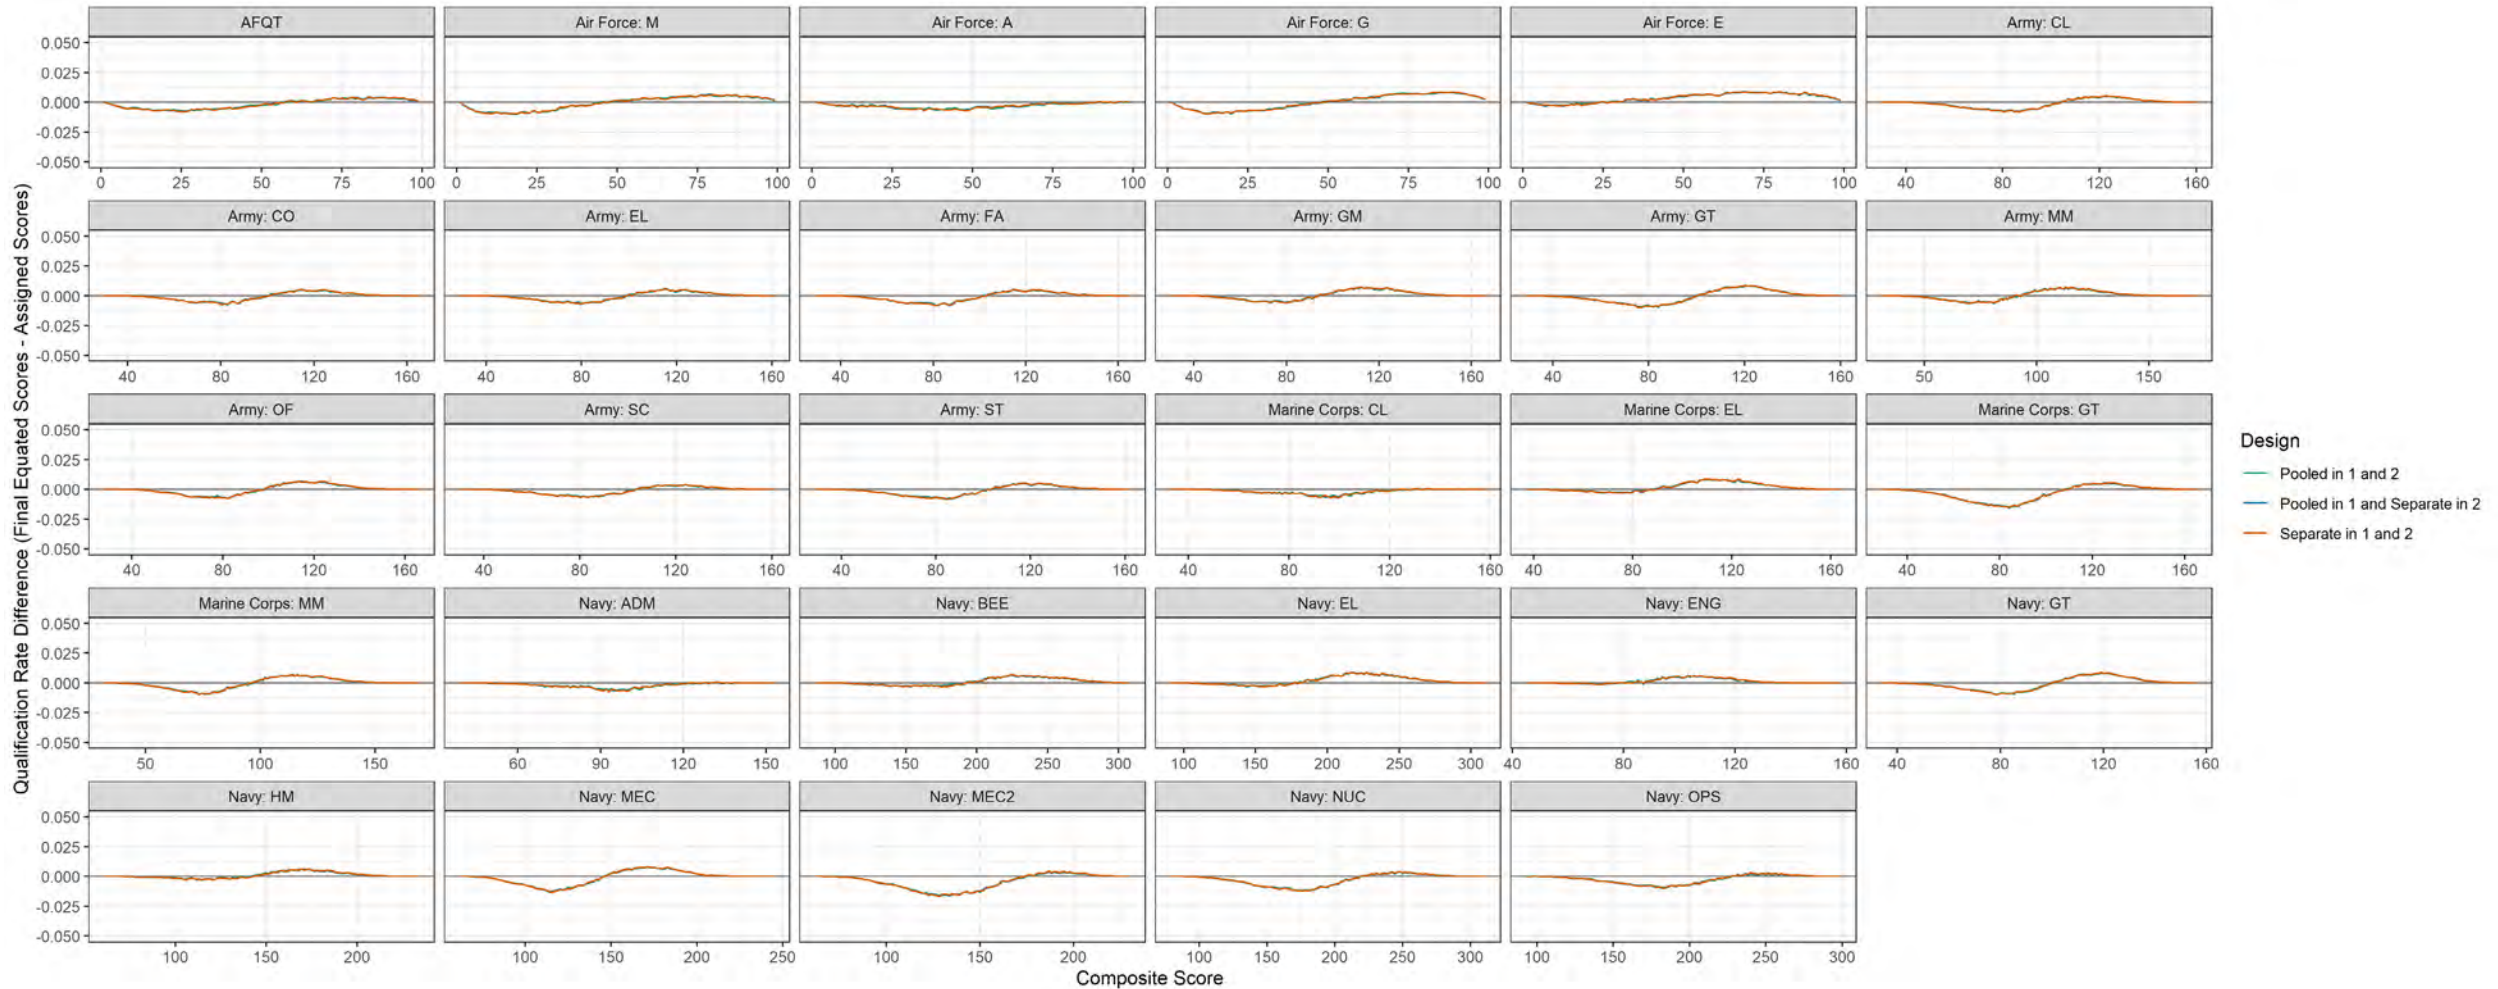 AFQT Air Force: M Air Force: A Air Force: G Air Force: E Army: CL
0.050
0.025
0.000
-0.025
-0.050
0 25 50 75 100 0 25 50 75 100 0 25 50 75 100 0 25 50 75 100 0 25 50 75 100 40 80 120 160
Army: CO Army: EL Army: FA Army: GM Army: GT Army: MM
0.050
0.025
0.000
-0.025
-0.050
40 80 120 160 40 80 120 160 40 80 120 160 40 80 120 160 40 80 120 160 50 100 150
Army: OF Army: SC Army: ST Marine Corps: CL Marine Corps: EL Marine Corps: GT
0.050
0.025
0.000
-0.025
-0.050
40 80 120 160 40 80 120 160 40 80 120 160 40 80 120 160 40 80 120 160 40 80 120 160
Marine Corps: MM Navy: ADM Navy: BEE Navy: EL Navy: ENG Navy: GT
0.050
0.025
0.000
-0.025
-0.050
50 100 150 60 90 120 150 100 150 200 250 300 100 150 200 250 300 40 80 120 160 40 80 120 160
Navy: HM Navy: MEC Navy: MEC2 Navy: NUC Navy: OPS
0.050
0.025
0.000
-0.025
-0.050
100 150 200 100 150 200 250 100 150 200 100 150 200 250 300 100 150 200 250 300
Composite Score
Qualification Rate Difference (Final Equated Scores - Assigned Scores)
Design
Pooled in 1 and 2
Pooled in 1 and Separate in 2
Separate in 1 and 2